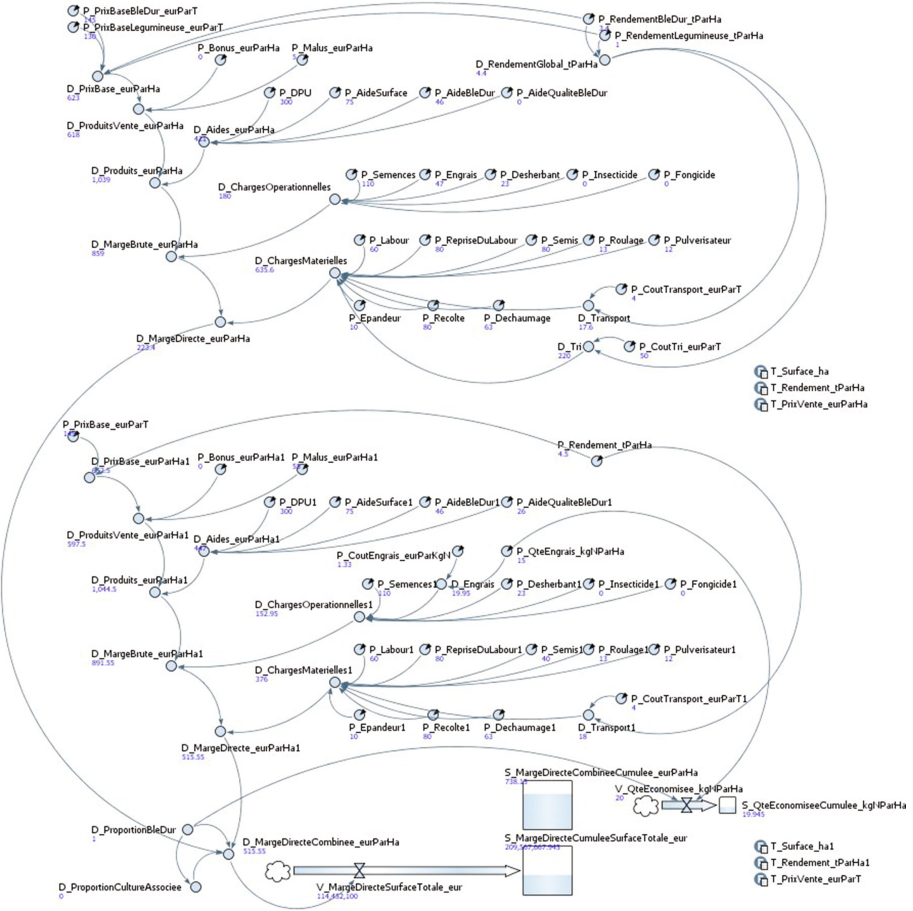 P_PrixBaseBleDur_eurParT
P_PrixBaseLegumineuse_eurParT
P_RendementBleDur_tParHa
P_RendementLegumineuse_tParHa
1
P_Bonus_eurParHa
0
P_Malus_eurParHa
D_RendementGlobal_tParHa
4.4
D_PrixBase_eurParHa
623
P_DPU
300
P_AideSurface
75
P_AideBleDur
46
P_AideQualiteBleDur
0
D_ProduitsVente_eurParHa
618
D_Aides_eurParHa
D_Produits_eurParHa
1,039
D_ChargesOperationnelles
180
P_Semences
110
P_Engrais
47
P_Desherbant
23
P_Insecticide
0
P_Fongicide
0
D_MargeBrute_eurParHa
859
D_ChargesMaterielles
635.6
P_Labour
60
P_RepriseDuLabour
80
P_Semis
80
P_Roulage
13
P_Pulverisateur
12
P_CoutTransport_eurParT
4
P_Epandeur
10
P_Recolte
80
P_Dechaumage
63
D_Transport
17.6
D_MargeDirecte_eurParHa
223.4
D_Tri
220
P_CoutTri_eurParT
50
T_Surface_ha
T_Rendement_tParHa
T_PrixVente_eurParHa
P_PrixBase_eurParT
P_Rendement_tParHa
4.5
D_PrixBase_eurParHa1
P_Bonus_eurParHa1
0
P_Malus_eurParHa1
P_DPU1
300
P_AideSurface1
75
P_AideBleDur1
46
P_AideQualiteBleDur1
26
D_ProduitsVente_eurParHa1
597.5
D_Aides_eurParHa1
447
P_CoutEngrais_eurParKgN
1.33
P_QteEngrais_kgNParHa
15
D_Produits_eurParHa1
1,044.5
P_Semences1
110
D_Engrais
19.95
P_Desherbant1
23
P_Insecticide1
0
P_Fongicide1
0
D_ChargesOperationnelles1
152.95
D_MargeBrute_eurParHa1
891.55
D_ChargesMaterielles1
376
P_Labour1
60
P_RepriseDuLabour1
80
P_Semis1
40
P_Roulage1
13
P_Pulverisateur1
12
P_CoutTransport_eurParT1
4
P_Epandeur1
10
P_Recolte1
80
P_Dechaumage1
63
D_Transport1
18
D_MargeDirecte_eurParHa1
515.55
S_MargeDirecteCombineeCumulee_eurParHa
V_QteEconomisee_kgNParHa
20
S_QteEconomiseeCumulee_kgNParHa
19.945
D_ProportionBleDur
1
D_MargeDirecteCombinee_eurParHa
515.55
S_MargeDirecteCumuleeSurfaceTotale_eur
D_ProportionCultureAssociee
0
V_MargeDirecteSurfaceTotale_eur
114,452,100
T_Surface_ha1
T_Rendement_tParHa1
T_PrixVente_eurParT